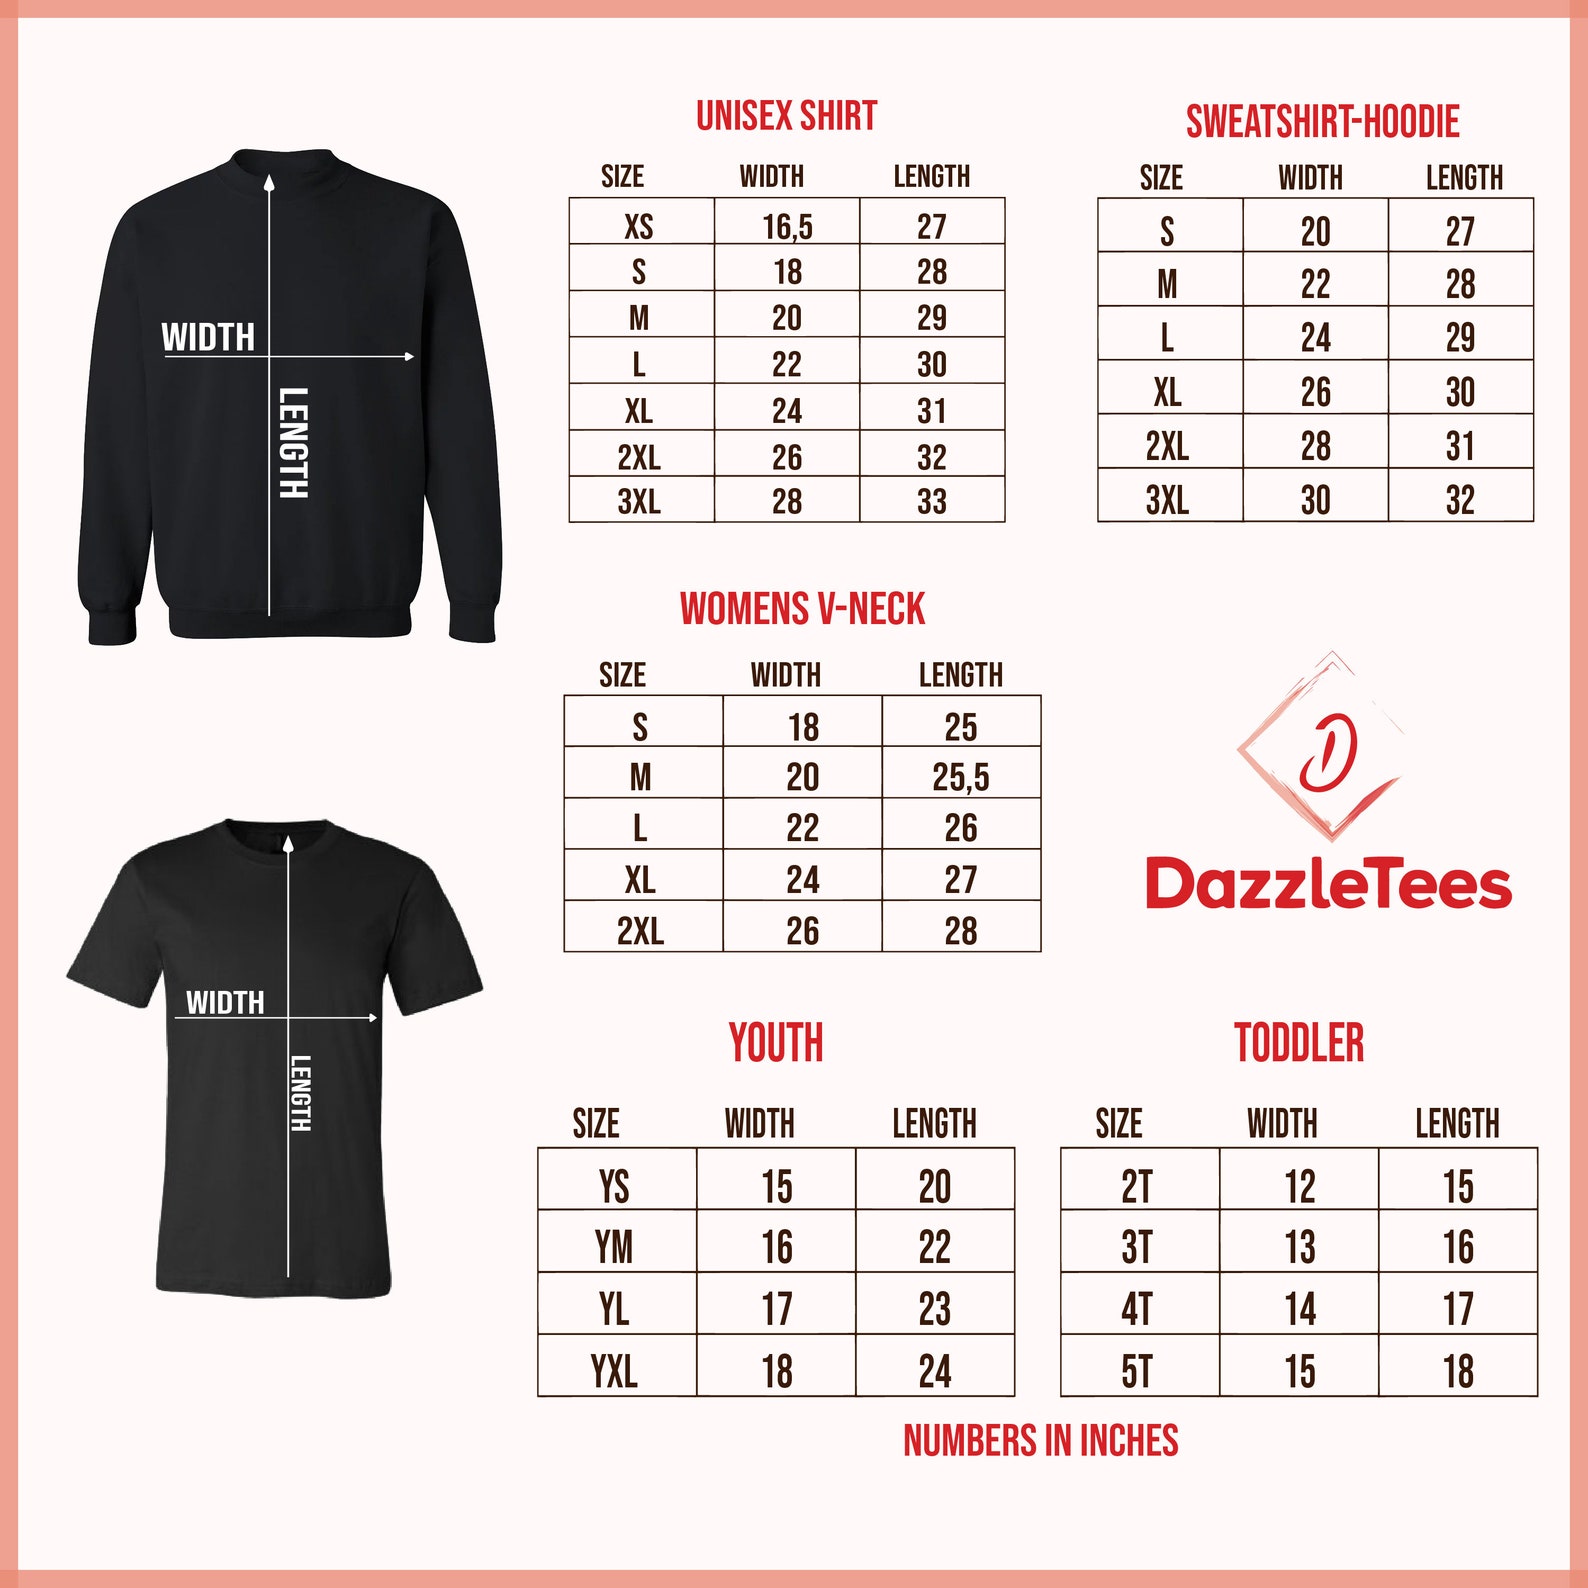 UNISEX SHIRT
SIZE WIDTH LENGTH
XS 16,5 27
S 18 28
M 20 29
L 22 30
XL 24 31
2XL 26 32
3XL 28 33
SWEATSHIRT-HOODIE
SIZE WIDTH LENGTH
S 20 27
M 22 28
L 24 29
XL 26 30
2XL 28 31
3XL 30 32
WIDTH
LENGTH
WOMENS V-NECK
SIZE WIDTH LENGTH
S 18 25
M 20 25,5
L 22 26
XL 24 27
2XL 26 28
D
DazzleTees
WIDTH
LENGTH
YOUTH
SIZE WIDTH LENGTH
YS 15 20
YM 16 22
YL 17 23
YXL 18 24
TODDLER
SIZE WIDTH LENGTH
2T 12 15
3T 13 16
4T 14 17
5T 15 18
NUMBERS IN INCHES